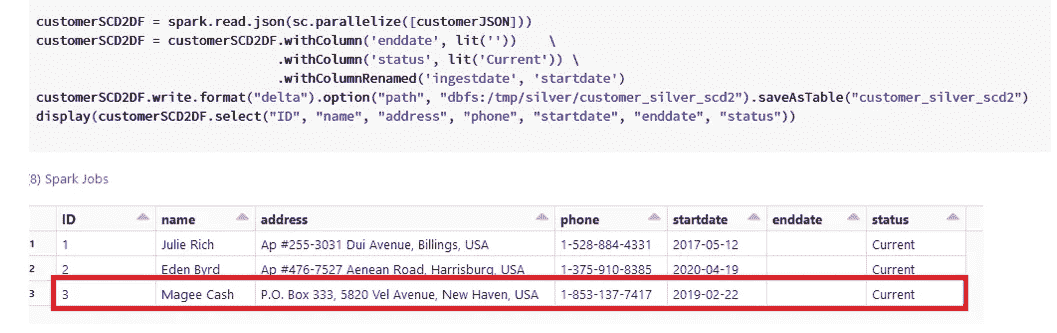 customerSCD2DF = spark.read.json(sc.parallelize([customerJSON]))
customerSCD2DF = customerSCD2DF.withColumn('enddate', lit('')) \
.withColumn('status', lit('Current')) \
.withColumnRenamed('ingestdate', 'startdate')
customerSCD2DF.write.format("delta").option("path", "dbfs:/tmp/silver/customer_silver_scd2").saveAsTable("customer_silver_scd2")
display(customerSCD2DF.select("ID", "name", "address", "phone", "startdate", "enddate", "status"))
(8) Spark Jobs
ID name address phone startdate enddate status
1 1 Julie Rich Ap #255-3031 Dui Avenue, Billings, USA 1-528-884-4331 2017-05-12 Current
2 2 Eden Byrd Ap #476-7527 Aenean Road, Harrisburg, USA 1-375-910-8385 2020-04-19 Current
3 3 Magee Cash P.O. Box 333, 5820 Vel Avenue, New Haven, USA 1-853-137-7417 2019-02-22 Current